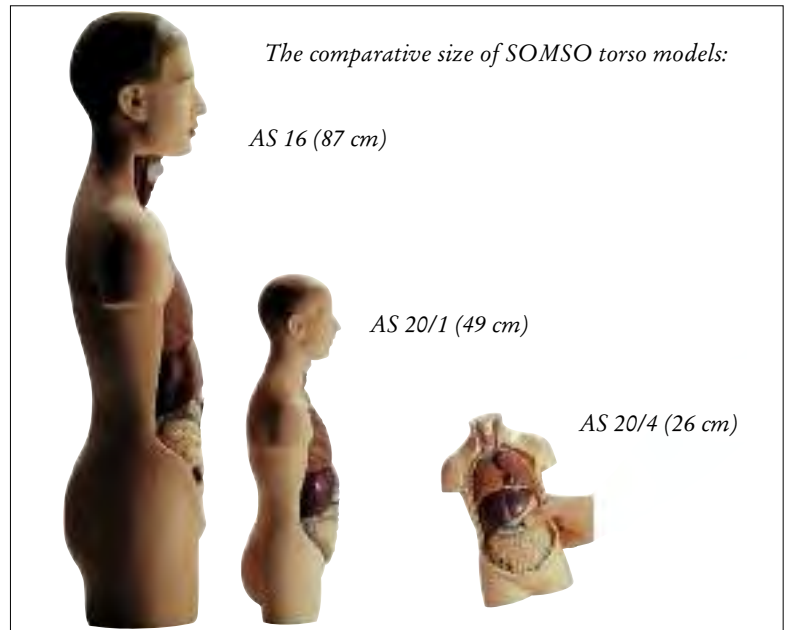 The comparative size of SOMSO torso models:
AS 16 (87 cm)
AS 20/1 (49 cm)
AS 20/4 (26 cm)